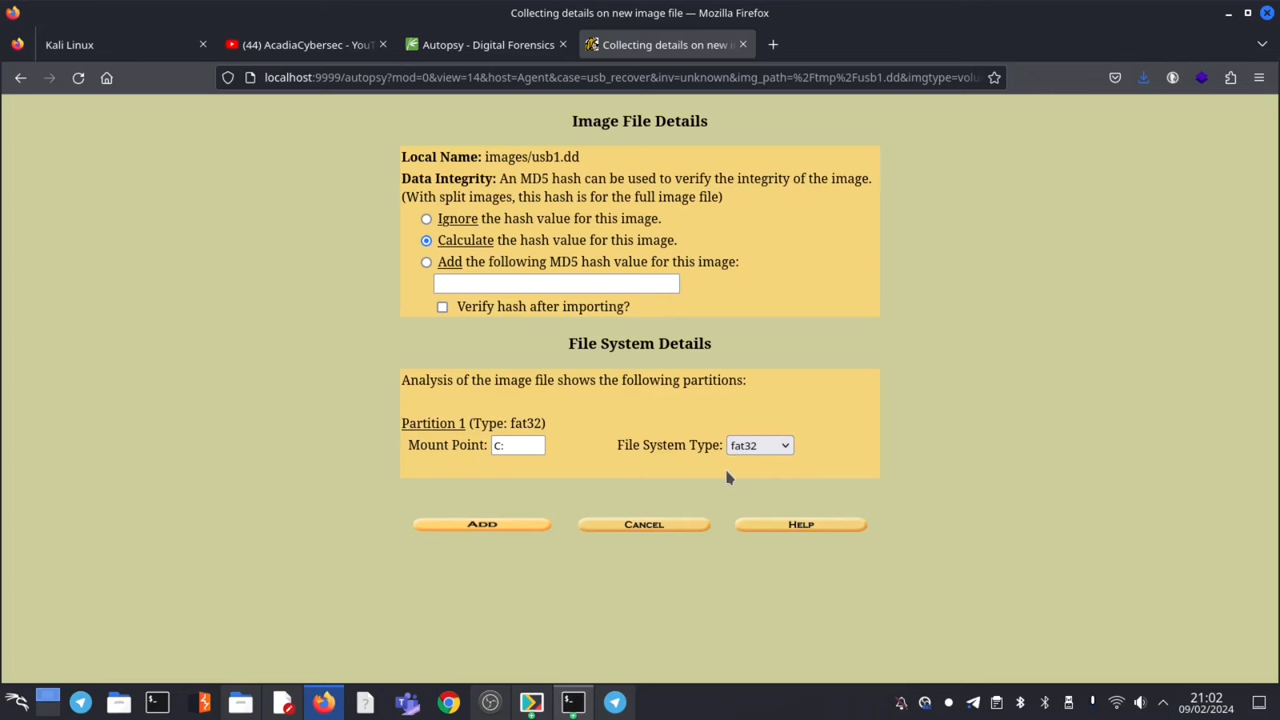 Collecting details on new image file — Mozilla Firefox
Kali Linux
(44) AcadiaCybersec - YouT
Autopsy - Digital Forensics
Collecting details on new i
localhost:9999/autopsy?mod=0&view=14&host=Agent&case=usb_recover&inv=unknown&img_path=%2Ftmp%2Fusb1.dd&imgtype=volu
Image File Details
Local Name: images/usb1.dd
Data Integrity: An MD5 hash can be used to verify the integrity of the image.
(With split images, this hash is for the full image file)
Ignore the hash value for this image.
Calculate the hash value for this image.
Add the following MD5 hash value for this image:
Verify hash after importing?
File System Details
Analysis of the image file shows the following partitions:
Partition 1 (Type: fat32)
Mount Point: C: File System Type: fat32
ADD CANCEL HELP
21:02
09/02/2024